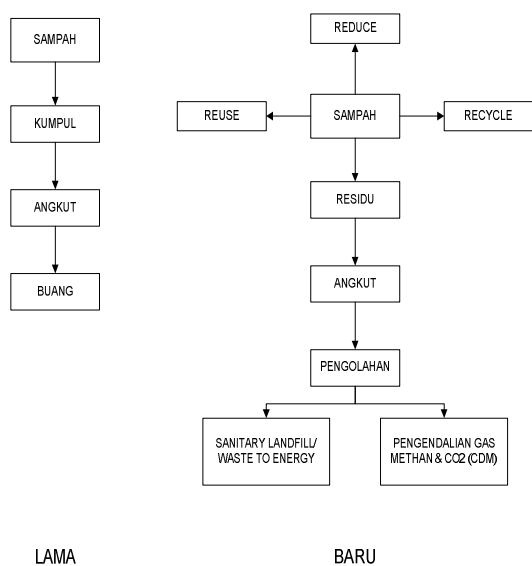 SAMPAH
KUMPUL
ANGKUT
BUANG
LAMA
REDUCE
REUSE
SAMPAH
RECYCLE
RESIDU
ANGKUT
PENGOLAHAN
SANITARY LANDFILL/
WASTE TO ENERGY
PENGENDALIAN GAS
METHAN & CO2 (CDM)
BARU